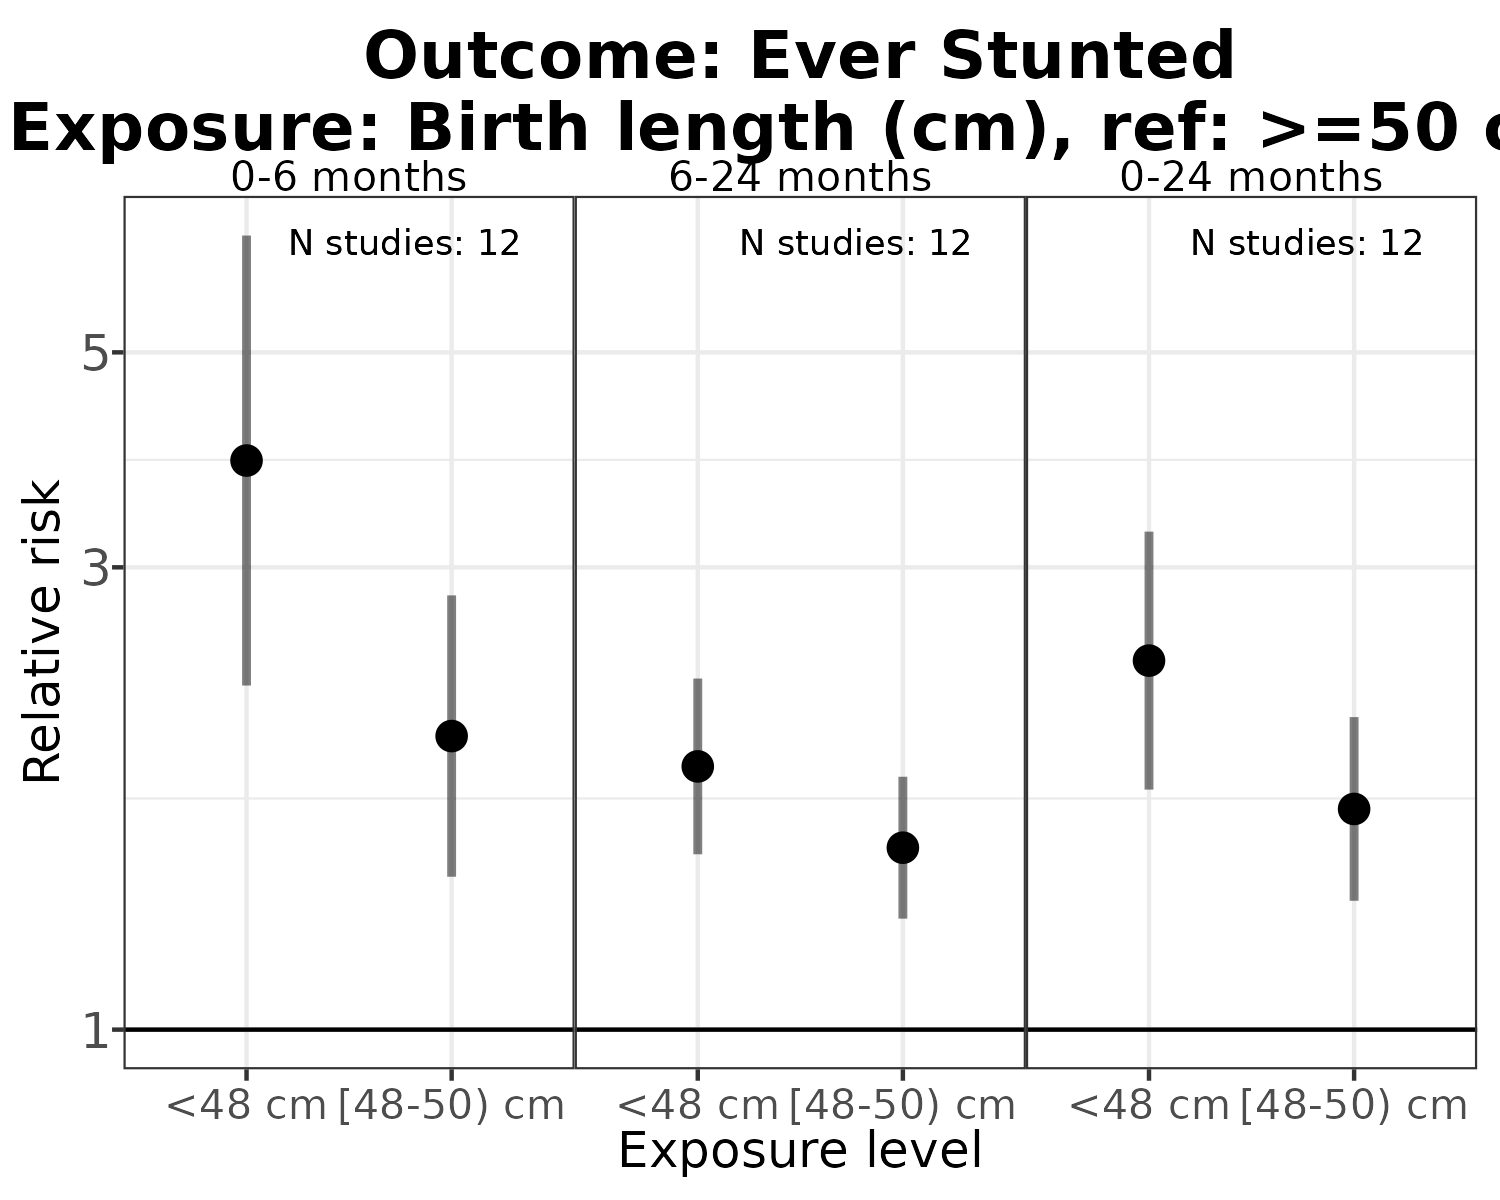 Outcome: Ever Stunted
Exposure: Birth length (cm), ref: >=50
0-6 months 6-24 months 0-24 months
N studies: 12 N studies: 12 N studies: 12
5
3
1
Relative risk
<48 cm [48-50) cm <48 cm [48-50) cm <48 cm [48-50) cm
Exposure level